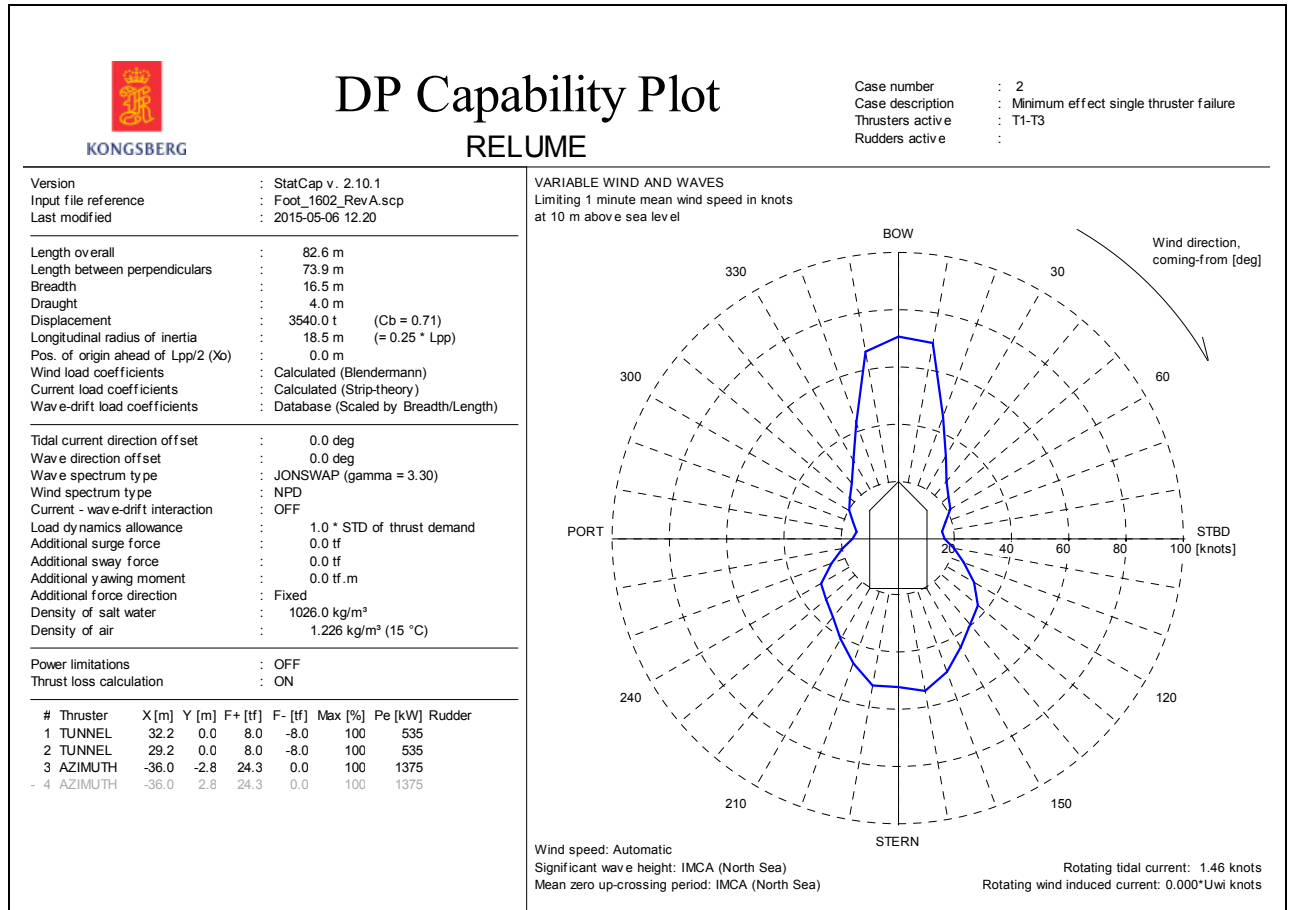 KONGSBERG
DP Capability Plot
RELUME
Case number : 2
Case description : Minimum effect single thruster failure
Thrusters active : T1-T3
Rudders active :
Version : StatCap v. 2.10.1
Input file reference : Foot_1602_RevA.scp
Last modified : 2015-05-06 12.20
Length overall : 82.6 m
Length between perpendiculars : 73.9 m
Breadth : 16.5 m
Draught : 4.0 m
Displacement : 3540.0 t (Cb = 0.71)
Longitudinal radius of inertia : 18.5 m (= 0.25 * Lpp)
Pos. of origin ahead of Lpp/2 (Xo) : 0.0 m
Wind load coefficients : Calculated (Blendermann)
Current load coefficients : Calculated (Strip-theory)
Wave-drift load coefficients : Database (Scaled by Breadth/Length)
Tidal current direction offset : 0.0 deg
Wave direction offset : 0.0 deg
Wave spectrum type : JONSWAP (gamma = 3.30)
Wind spectrum type : NPD
Current - wave-drift interaction : OFF
Load dynamics allowance : 1.0 * STD of thrust demand
Additional surge force : 0.0 tf
Additional sway force : 0.0 tf
Additional yawing moment : 0.0 tf.m
Additional force direction : Fixed
Density of salt water : 1026.0 kg/m³
Density of air : 1.226 kg/m³ (15 °C)
Power limitations : OFF
Thrust loss calculation : ON
# Thruster X [m] Y [m] F+ [tf] F- [tf] Max [%] Pe [kW] Rudder
1 TUNNEL 32.2 0.0 8.0 -8.0 100 535
2 TUNNEL 29.2 0.0 8.0 -8.0 100 535
3 AZIMUTH -36.0 -2.8 24.3 0.0 100 1375
- 4 AZIMUTH -36.0 2.8 24.3 0.0 100 1375
VARIABLE WIND AND WAVES
Limiting 1 minute mean wind speed in knots
at 10 m above sea level
BOW
Wind direction,
coming-from [deg]
330
30
300
60
PORT
STBD
20 40 60 80 100 [knots]
240
120
210
150
STERN
Wind speed: Automatic
Significant wave height: IMCA (North Sea)
Mean zero up-crossing period: IMCA (North Sea)
Rotating tidal current: 1.46 knots
Rotating wind induced current: 0.000*Uwi knots